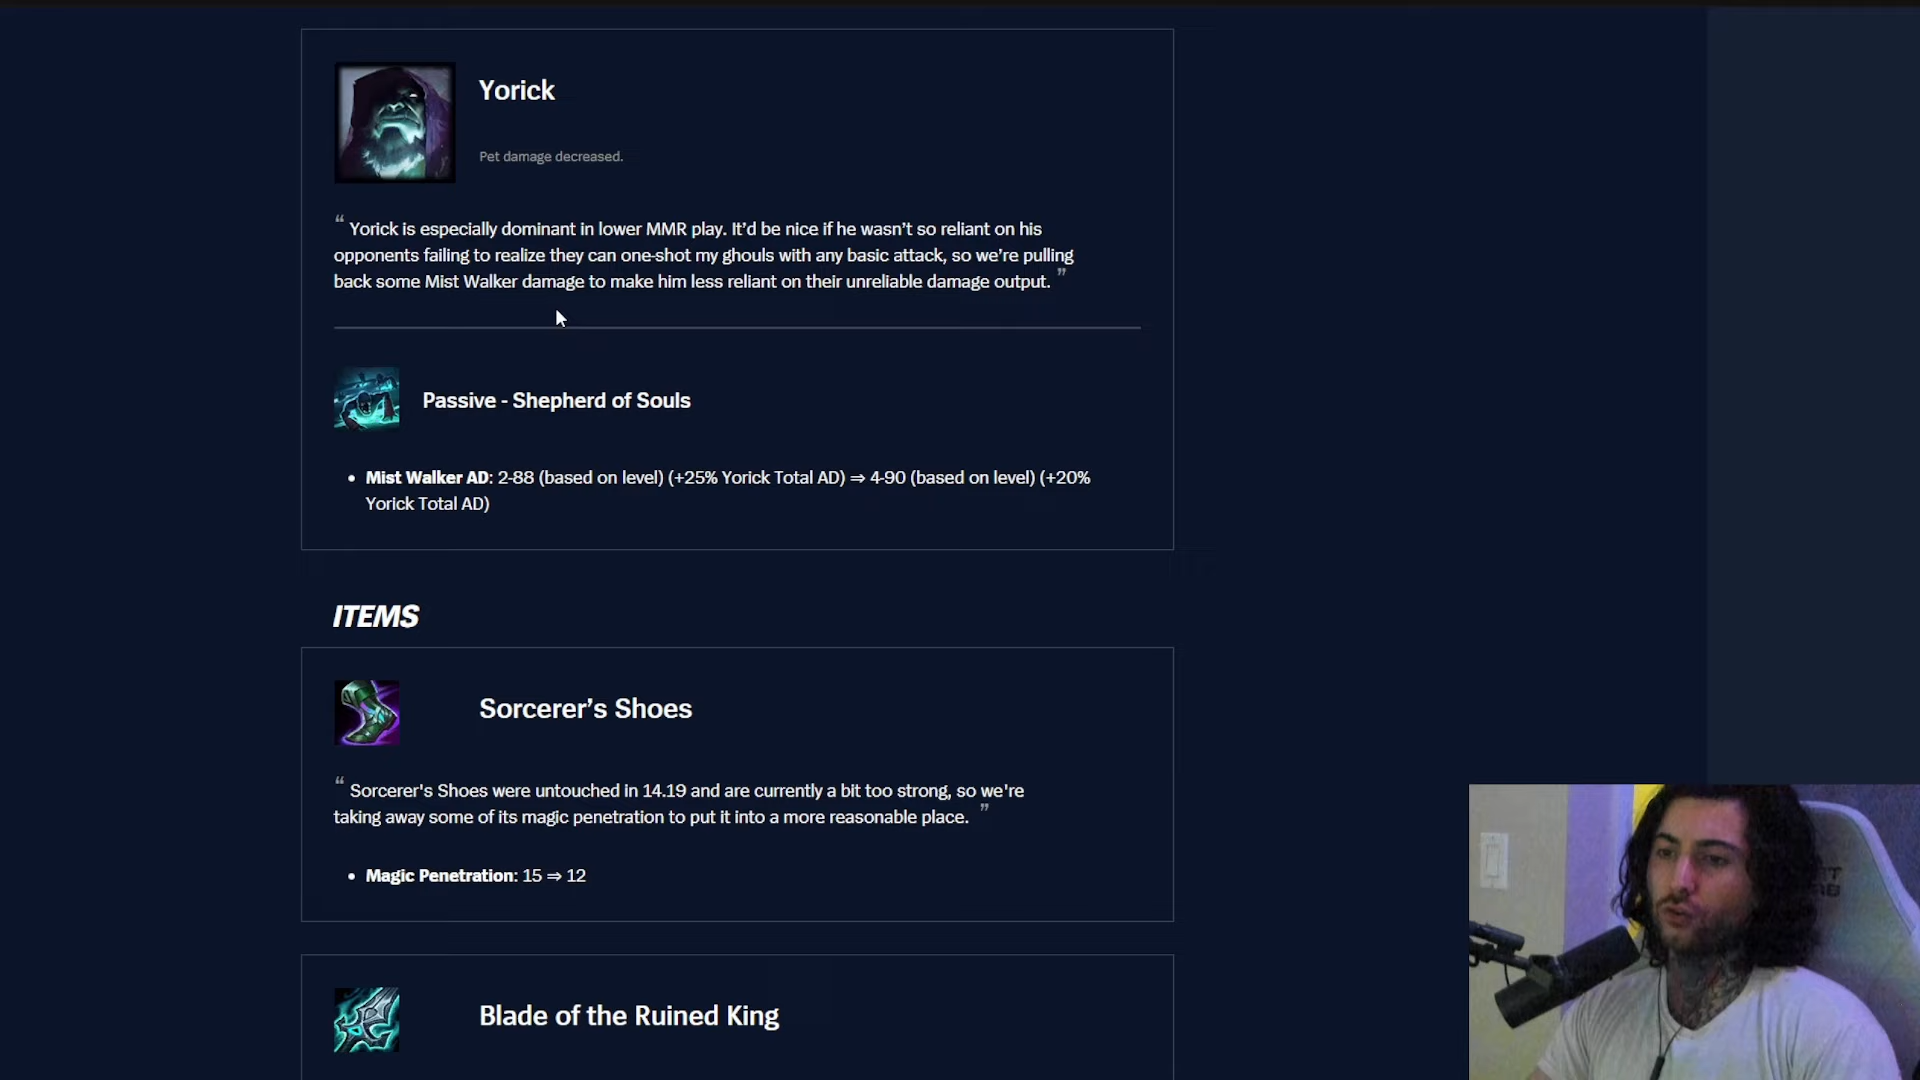 Yorick
Pet damage decreased.
“ Yorick is especially dominant in lower MMR play. It’d be nice if he wasn’t so reliant on his
opponents failing to realize they can one-shot my ghouls with any basic attack, so we’re pulling
back some Mist Walker damage to make him less reliant on their unreliable damage output. ”
Passive - Shepherd of Souls
• Mist Walker AD: 2-88 (based on level) (+25% Yorick Total AD) ⇒ 4-90 (based on level) (+20%
Yorick Total AD)
ITEMS
Sorcerer’s Shoes
“ Sorcerer's Shoes were untouched in 14.19 and are currently a bit too strong, so we're
taking away some of its magic penetration to put it into a more reasonable place. ”
• Magic Penetration: 15 ⇒ 12
Blade of the Ruined King